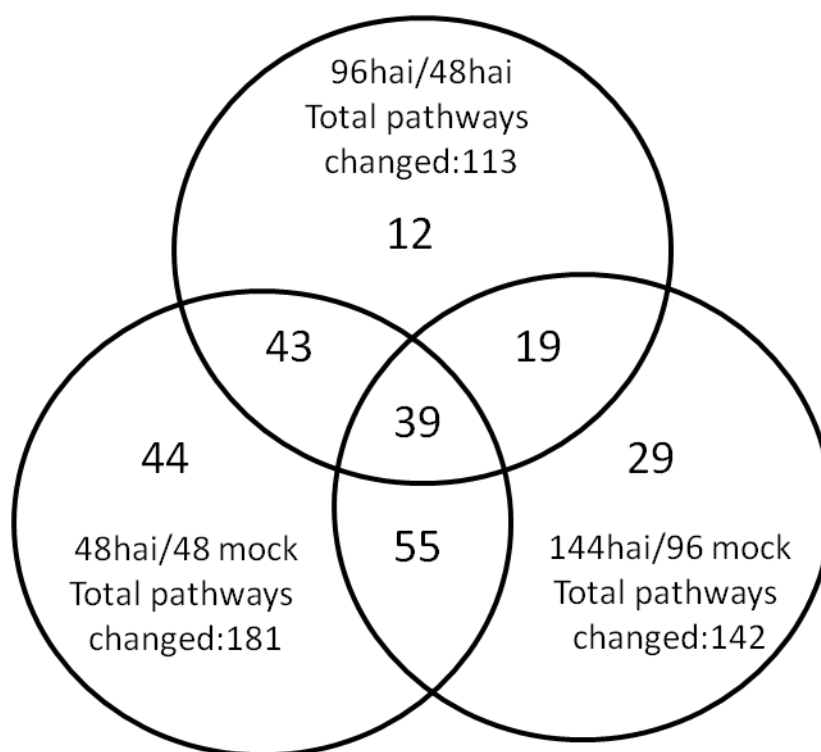 96hai/48hai
Total pathways
changed:113
12
43
19
39
44
29
48hai/48 mock
Total pathways
changed:181
55
144hai/96 mock
Total pathways
changed:142